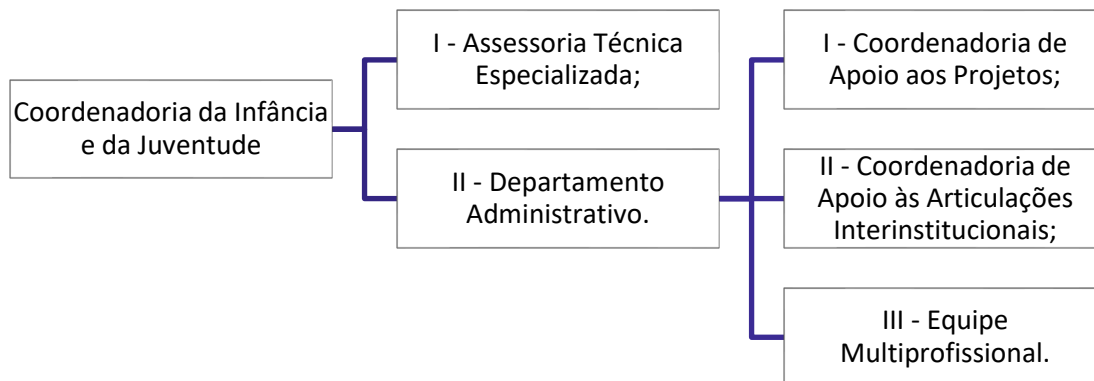 Coordenadoria da Infância
e da Juventude
I - Assessoria Técnica
Especializada;
II - Departamento
Administrativo.
I - Coordenadoria de
Apoio aos Projetos;
II - Coordenadoria de
Apoio às Articulações
Interinstitucionais;
III - Equipe
Multiprofissional.